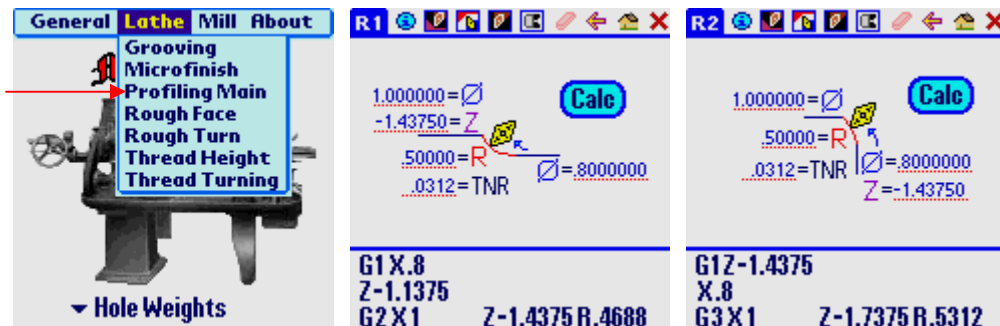 General Lathe Mill About
Grooving
Microfinish
Profiling Main
Rough Face
Rough Turn
Thread Height
Thread Turning
Hole Weights
R1
1.000000=∅
Calc
-1.43750=Z
.50000=R
∅=.8000000
.0312=TNR
G1 X.8
Z-1.1375
G2 X1 Z-1.4375 R.4688
R2
1.000000=∅
Calc
.50000=R
.0312=TNR
∅=.8000000
Z=-1.43750
G1 Z-1.4375
X.8
G3 X1 Z-1.7375 R.5312